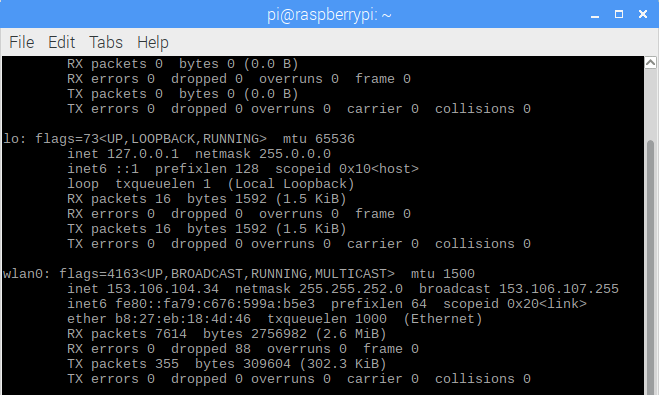 pi@raspberrypi: ~
File Edit Tabs Help
RX packets 0  bytes 0 (0.0 B)
RX errors 0  dropped 0  overruns 0  frame 0
TX packets 0  bytes 0 (0.0 B)
TX errors 0  dropped 0 overruns 0  carrier 0  collisions 0
lo: flags=73<UP,LOOPBACK,RUNNING>  mtu 65536
inet 127.0.0.1  netmask 255.0.0.0
inet6 ::1  prefixlen 128  scopeid 0x10<host>
loop  txqueuelen 1  (Local Loopback)
RX packets 16  bytes 1592 (1.5 KiB)
RX errors 0  dropped 0  overruns 0  frame 0
TX packets 16  bytes 1592 (1.5 KiB)
TX errors 0  dropped 0 overruns 0  carrier 0  collisions 0
wlan0: flags=4163<UP,BROADCAST,RUNNING,MULTICAST>  mtu 1500
inet 153.106.104.34  netmask 255.255.252.0  broadcast 153.106.107.255
inet6 fe80::fa79:c676:599a:b5e3  prefixlen 64  scopeid 0x20<link>
ether b8:27:eb:18:4d:46  txqueuelen 1000  (Ethernet)
RX packets 7614  bytes 2756982 (2.6 MiB)
RX errors 0  dropped 88  overruns 0  frame 0
TX packets 355  bytes 309604 (302.3 KiB)
TX errors 0  dropped 0 overruns 0  carrier 0  collisions 0